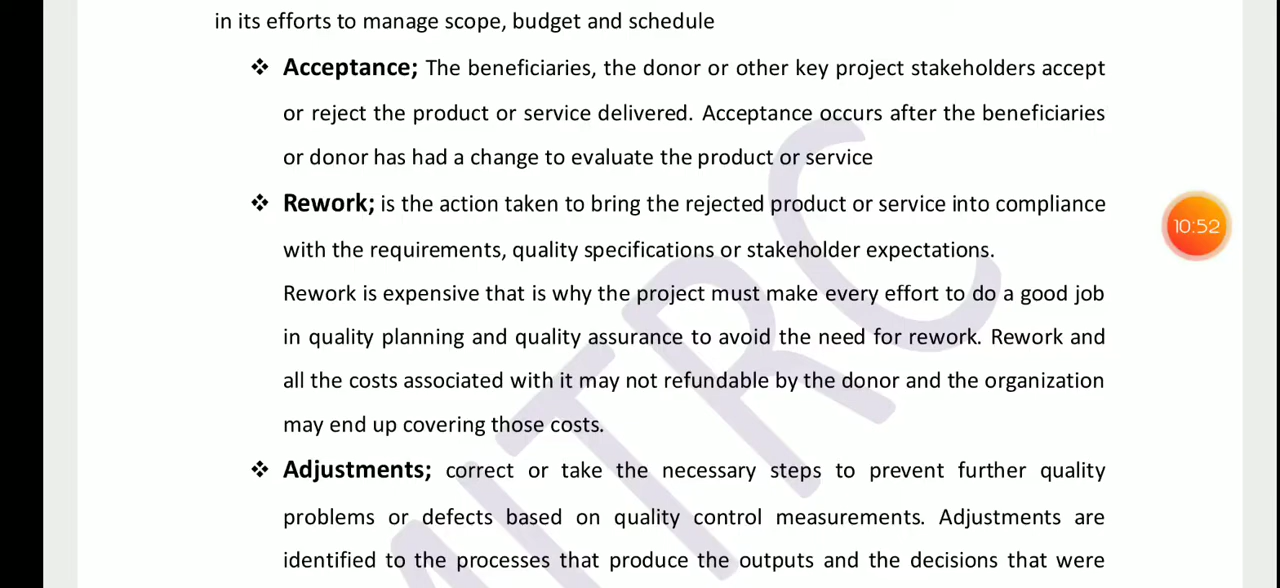 in its efforts to manage scope, budget and schedule
❖ Acceptance; The beneficiaries, the donor or other key project stakeholders accept
or reject the product or service delivered. Acceptance occurs after the beneficiaries
or donor has had a change to evaluate the product or service
❖ Rework; is the action taken to bring the rejected product or service into compliance
with the requirements, quality specifications or stakeholder expectations.
Rework is expensive that is why the project must make every effort to do a good job
in quality planning and quality assurance to avoid the need for rework. Rework and
all the costs associated with it may not refundable by the donor and the organization
may end up covering those costs.
❖ Adjustments; correct or take the necessary steps to prevent further quality
problems or defects based on quality control measurements. Adjustments are
identified to the processes that produce the outputs and the decisions that were
10:52
MTRC